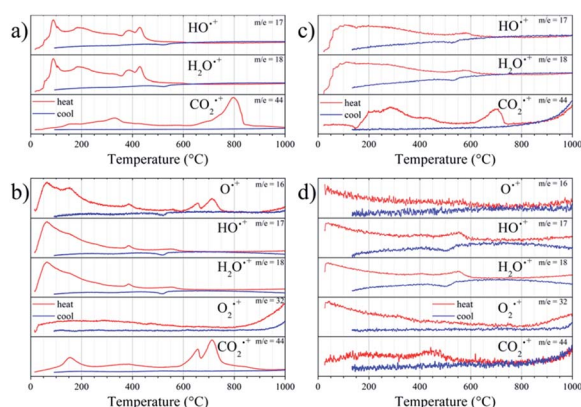 a)
HO•+ m/e = 17
H2O•+ m/e = 18
heat
cool
CO2•+ m/e = 44
0 200 400 600 800 1000
Temperature (°C)
c)
HO•+ m/e = 17
H2O•+ m/e = 18
heat
cool
CO2•+ m/e = 44
0 200 400 600 800 1000
Temperature (°C)
b)
O•+ m/e = 16
HO•+ m/e = 17
H2O•+ m/e = 18
heat
cool
O2•+ m/e = 32
CO2•+ m/e = 44
0 200 400 600 800 1000
Temperature (°C)
d)
O•+ m/e = 16
HO•+ m/e = 17
H2O•+ m/e = 18
heat
cool
O2•+ m/e = 32
CO2•+ m/e = 44
0 200 400 600 800 1000
Temperature (°C)